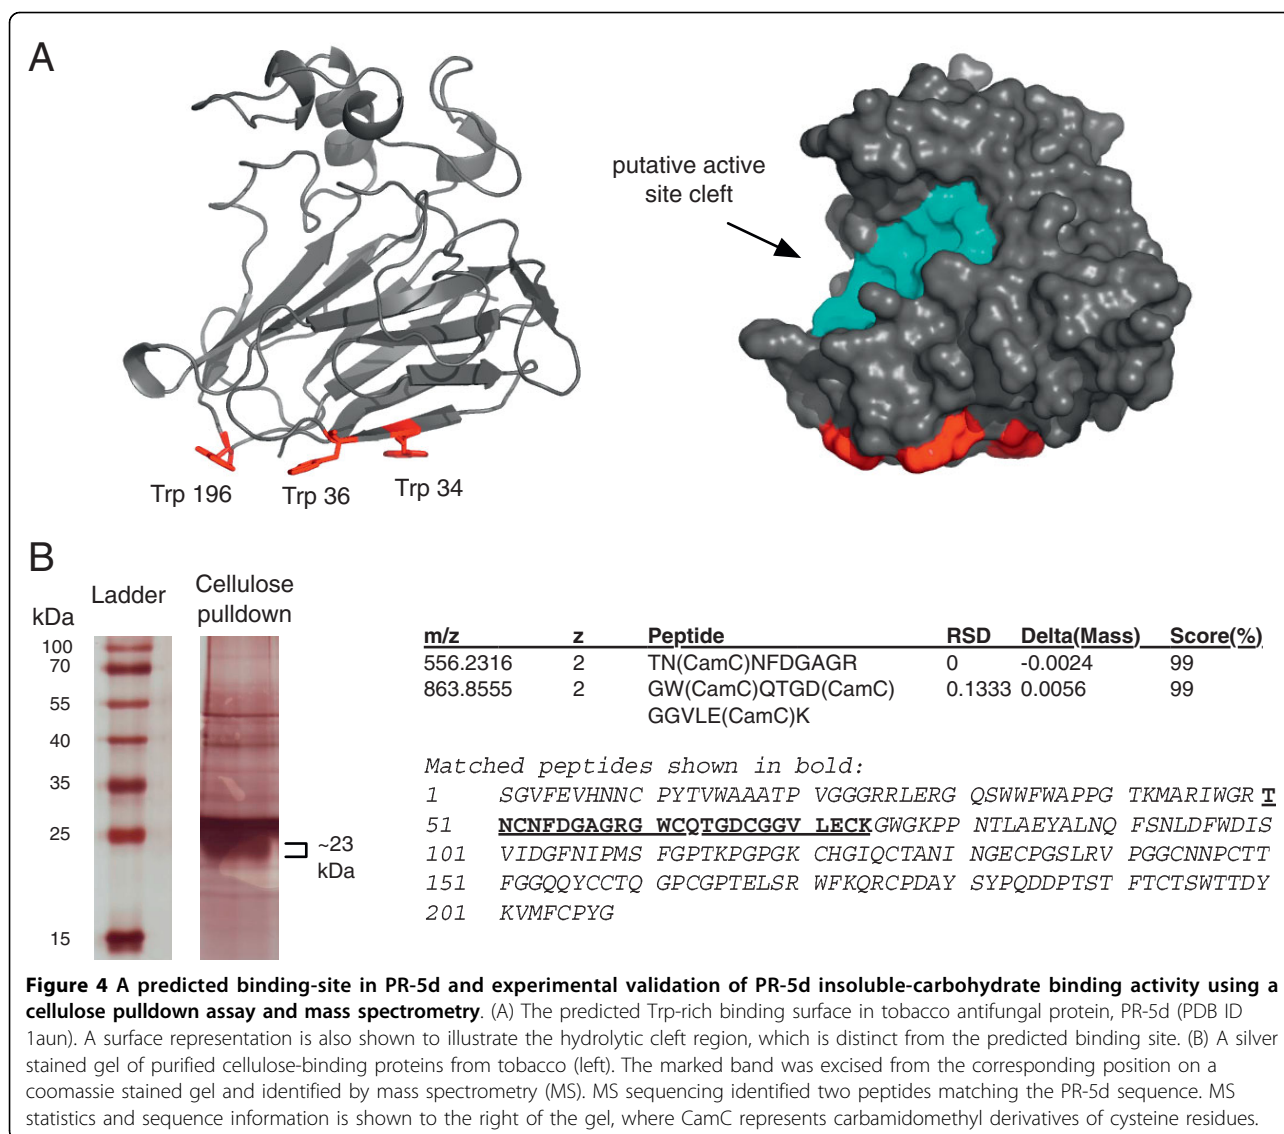 A
putative active
site cleft
Trp 196
Trp 36
Trp 34
B
kDa
Ladder
Cellulose
pulldown
100
70
55
40
35
25
15
~23
kDa
m/z z Peptide RSD Delta(Mass) Score(%)
556.2316 2 TN(CamC)NFDGAGR 0 -0.0024 99
863.8555 2 GW(CamC)QTGD(CamC) 0.1333 0.0056 99
GGVLE(CamC)K
Matched peptides shown in bold:
1 SGVFEVHNNC PYTVWAAATP VGGGRRLERG QSWWFWAPPG TKMARIWGR T
51 NCNFDGAGRG WCQTGDCGGV LECKGWGKPP NTLAEYALNQ FSNLDFWDIS
101 VIDGFNIPMS FGPTKPGPGK CHGIQCTANI NGECPGSLRV PGGCNNPCTT
151 FGGQQYCCTQ GPCGPTELSR WFKQRCPDAY SYPQDDPTST FTCTSWTTDY
201 KVMFCPYG
Figure 4 A predicted binding-site in PR-5d and experimental validation of PR-5d insoluble-carbohydrate binding activity using a
cellulose pulldown assay and mass spectrometry. (A) The predicted Trp-rich binding surface in tobacco antifungal protein, PR-5d (PDB ID
1aun). A surface representation is also shown to illustrate the hydrolytic cleft region, which is distinct from the predicted binding site. (B) A silver
stained gel of purified cellulose-binding proteins from tobacco (left). The marked band was excised from the corresponding position on a
coomassie stained gel and identified by mass spectrometry (MS). MS sequencing identified two peptides matching the PR-5d sequence. MS
statistics and sequence information is shown to the right of the gel, where CamC represents carbamidomethyl derivatives of cysteine residues.